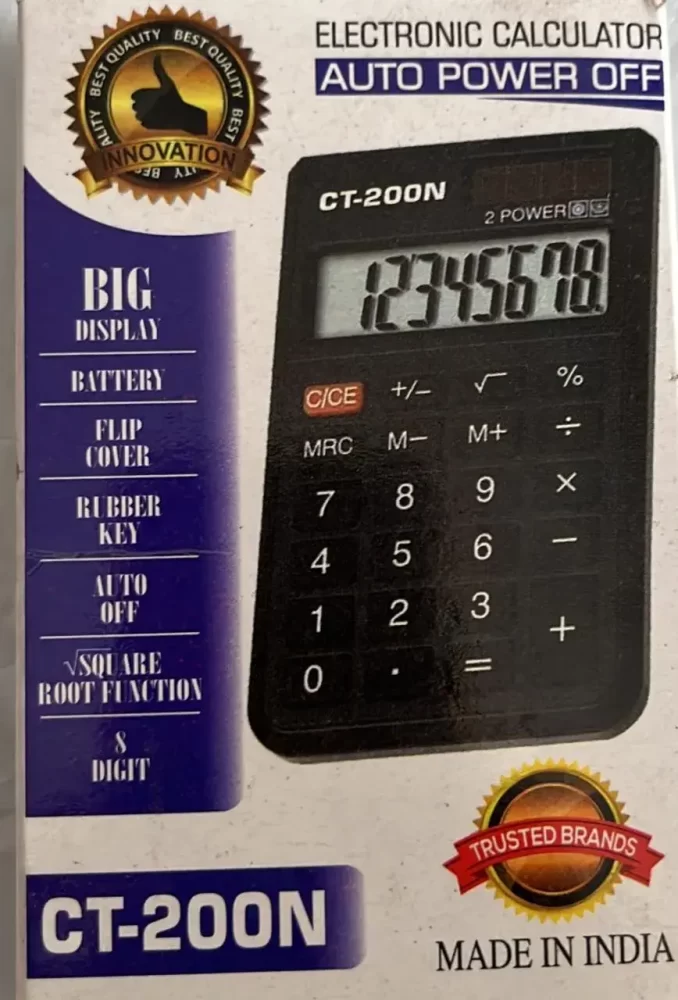 BEST QUALITY BEST QUALITY BEST
ALITY
INNOVATION
ELECTRONIC CALCULATOR
AUTO POWER OFF
CT-200N
2 POWER
12345678.
C/CE +/− √ %
MRC M− M+ ÷
7 8 9 ×
4 5 6 −
1 2 3 +
0 . =
BIG
DISPLAY
BATTERY
FLIP
COVER
RUBBER
KEY
AUTO
OFF
√SQUARE
ROOT FUNCTION
8
DIGIT
TRUSTED BRANDS
CT-200N
MADE IN INDIA